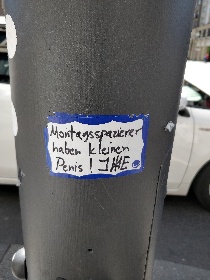 Montagsspazierer
haben kleinen
Penis !